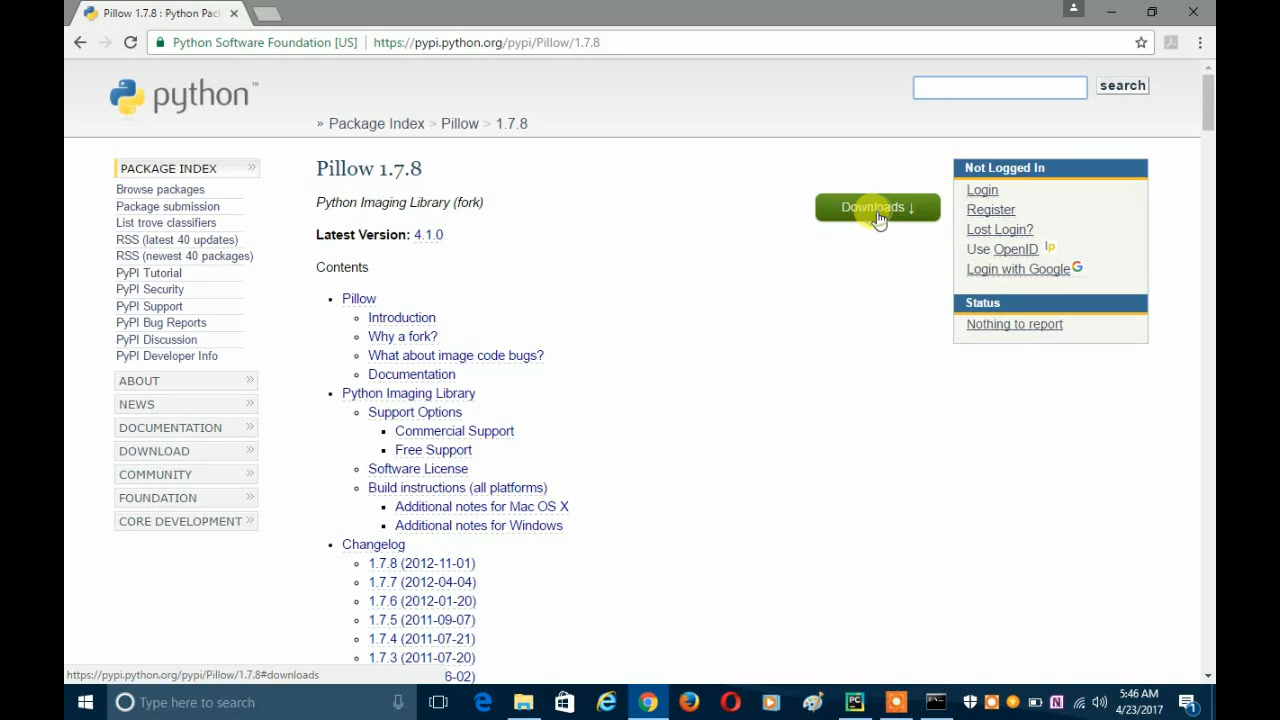 Pillow 1.7.8 : Python Pac
Python Software Foundation [US]
https://pypi.python.org/pypi/Pillow/1.7.8
python™
search
» Package Index > Pillow > 1.7.8
PACKAGE INDEX »
Browse packages
Package submission
List trove classifiers
RSS (latest 40 updates)
RSS (newest 40 packages)
PyPI Tutorial
PyPI Security
PyPI Support
PyPI Bug Reports
PyPI Discussion
PyPI Developer Info
ABOUT »
NEWS »
DOCUMENTATION »
DOWNLOAD »
COMMUNITY »
FOUNDATION »
CORE DEVELOPMENT »
Pillow 1.7.8
Python Imaging Library (fork)
Latest Version: 4.1.0
Contents
Pillow
Introduction
Why a fork?
What about image code bugs?
Documentation
Python Imaging Library
Support Options
Commercial Support
Free Support
Software License
Build instructions (all platforms)
Additional notes for Mac OS X
Additional notes for Windows
Changelog
1.7.8 (2012-11-01)
1.7.7 (2012-04-04)
1.7.6 (2012-01-20)
1.7.5 (2011-09-07)
1.7.4 (2011-07-21)
1.7.3 (2011-07-20)
6-02)
Downloads ↓
Not Logged In
Login
Register
Lost Login?
Use OpenID lp
Login with Google G
Status
Nothing to report
https://pypi.python.org/pypi/Pillow/1.7.8#downloads
Type here to search
PC
N
5:46 AM
4/23/2017
1